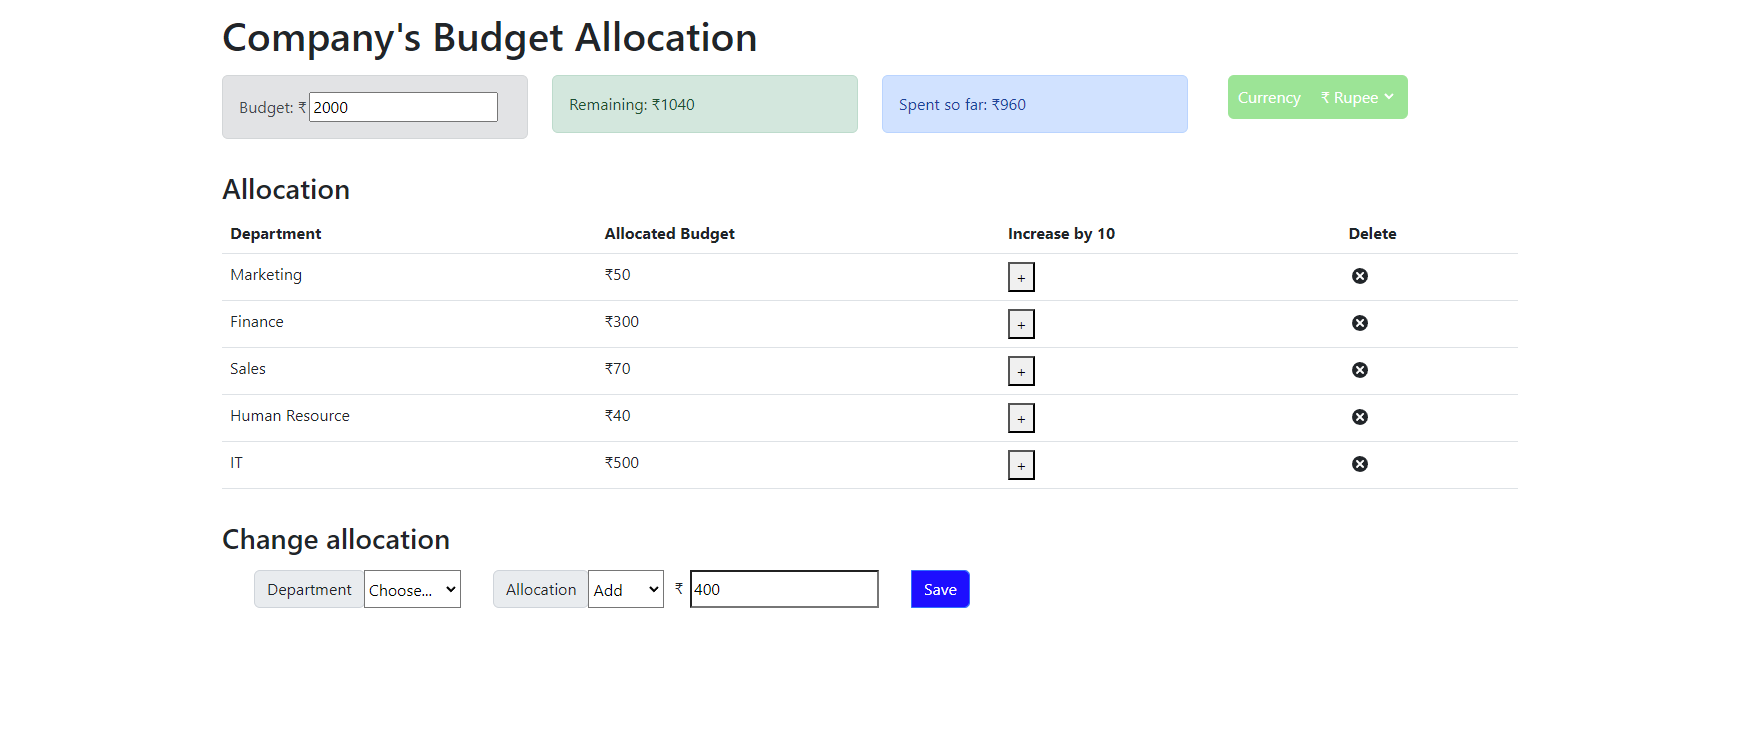 Company's Budget Allocation
Budget: ₹ 2000
Remaining: ₹1040
Spent so far: ₹960
Currency ₹ Rupee
Allocation
Department Allocated Budget Increase by 10 Delete
Marketing ₹50 +
Finance ₹300 +
Sales ₹70 +
Human Resource ₹40 +
IT ₹500 +
Change allocation
Department Choose... Allocation Add ₹ 400 Save